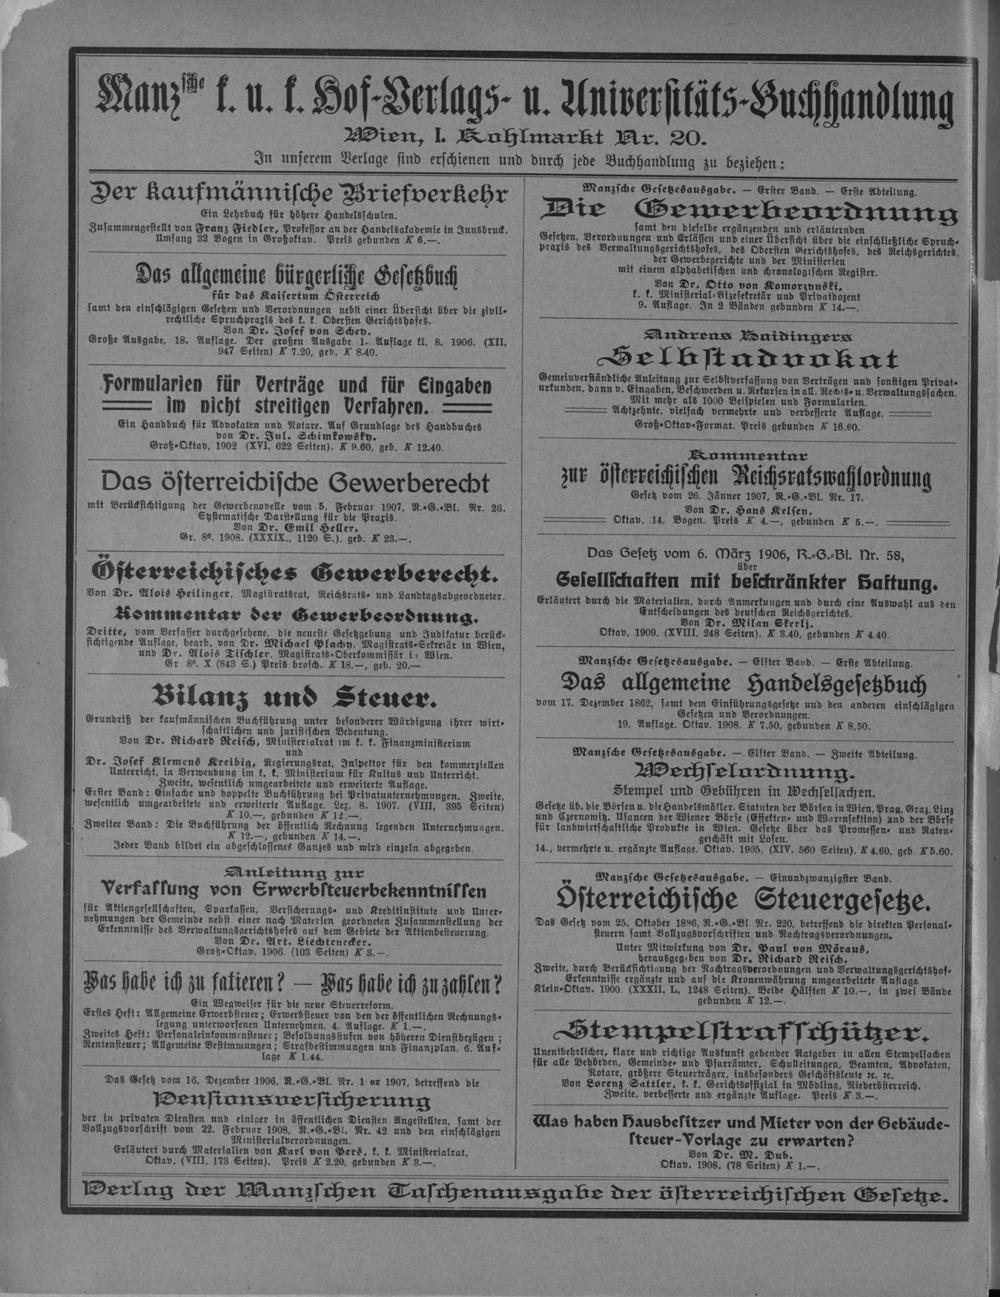 Manzsche k. u. k. Hof-Verlags- u. Universitäts-Buchhandlung
Wien, I. Kohlmarkt Nr. 20.
In unserem Verlage sind erschienen und durch jede Buchhandlung zu beziehen:
Der kaufmännische Briefverkehr
Ein Lehrbuch für höhere Handelsschulen.
Zusammengestellt von Franz Fiedler, Professor an der Handelsakademie in Innsbruck.
Umfang 32 Bogen in Großoktav. Preis gebunden K 6.—.
Das allgemeine bürgerliche Gesetzbuch
für das Kaisertum Österreich
samt den einschlägigen Gesetzen und Verordnungen nebst einer Übersicht über die zivil-
rechtliche Spruchpraxis des k. k. Obersten Gerichtshofes.
Von Dr. Josef von Schey.
Große Ausgabe, 18. Auflage. Der großen Ausgabe 1. Auflage kl. 8. 1906. (XII,
947 Seiten) K 7.20, geb. K 8.40.
Formularien für Verträge und für Eingaben
im nicht streitigen Verfahren.
Ein Handbuch für Advokaten und Notare. Auf Grundlage des Handbuches
von Dr. Jul. Schimkowsky.
Groß-Oktav, 1902 (XVI, 622 Seiten). K 9.60, geb. K 12.40.
Das österreichische Gewerberecht
mit Berücksichtigung der Gewerbenovelle vom 5. Februar 1907, R.-G.-Bl. Nr. 26.
Systematische Darstellung für die Praxis.
Von Dr. Emil Heller.
Gr. 8º. 1908. (XXXIX., 1120 S.), geb. K 23.—.
Österreichisches Gewerberecht.
Von Dr. Alois Heilinger, Magistratsrat, Reichsrats- und Landtagsabgeordneter.
Kommentar der Gewerbeordnung.
Dritte, vom Verfasser durchgesehene, die neueste Gesetzgebung und Judikatur berück-
sichtigende Auflage, bearb. von Dr. Michael Plachy, Magistrats-Sekretär in Wien,
und Dr. Alois Tischler, Magistrats-Oberkommissär i. Wien.
Gr 8º. X (843 S.) Preis brosch. K 18.—, geb. 20.—
Bilanz und Steuer.
Grundriß der kaufmännischen Buchführung unter besonderer Würdigung ihrer wirt-
schaftlichen und juristischen Bedeutung.
Von Dr. Richard Reisch, Ministerialrat im k. k. Finanzministerium
und
Dr. Josef Klemens Kreibig, Regierungsrat, Inspektor für den kommerziellen
Unterricht, in Verwendung im k. k. Ministerium für Kultus und Unterricht.
Zweite, wesentlich umgearbeitete und erweiterte Auflage.
Erster Band: Einfache und doppelte Buchführung bei Privatunternehmungen. Zweite,
wesentlich umgearbeitete und erweiterte Auflage. Lex. 8. 1907. (VIII, 395 Seiten)
K 10.—, gebunden K 12.—.
Zweiter Band: Die Buchführung der öffentlich Rechnung legenden Unternehmungen.
K 12.—, gebunden K 14.—.
Jeder Band bildet ein abgeschlossenes Ganzes und wird einzeln abgegeben.
Anleitung zur
Verfassung von Erwerbsteuerbekenntnissen
für Aktiengesellschaften, Sparkassen, Versicherungs- und Kreditinstitute und Unter-
nehmungen der Gemeinde nebst einer nach Materien geordneten Zusammenstellung der
Erkenntnisse des Verwaltungsgerichtshofes auf dem Gebiete der Aktienbesteuerung.
Von Dr. Art. Liechtenecker.
Groß-Oktav. 1906. (103 Seiten) K 3.—.
Was habe ich zu fatieren? — Was habe ich zu zahlen?
Ein Wegweiser für die neue Steuerreform.
Erstes Heft: Allgemeine Erwerbsteuer; Erwerbsteuer von den der öffentlichen Rechnungs-
legung unterworfenen Unternehmen. 4. Auflage. K 1.—.
Zweites Heft: Personaleinkommensteuer; Besoldungssteuer von höheren Dienstbezügen;
Rentensteuer; Allgemeine Bestimmungen; Strafbestimmungen und Finanzplan. 6. Auf-
lage K 1.44.
Das Gesetz vom 16. Dezember 1906, R.-G.-Bl. Nr. 1 ex 1907, betreffend die
Pensionsversicherung
der in privaten Diensten und einiger in öffentlichen Diensten Angestellten, samt der
Vollzugsvorschrift vom 22. Februar 1908, R.-G.-Bl. Nr. 42 und den einschlägigen
Ministerialverordnungen.
Erläutert durch Materialien von Karl von Pers, k. k. Ministerialrat.
Oktav. (VIII, 173 Seiten). Preis K 2.20, gebunden K 3.—.
Manzsche Gesetzesausgabe. — Erster Band. — Erste Abteilung.
Die Gewerbeordnung
samt den dieselbe ergänzenden und erläuternden
Gesetzen, Verordnungen und Erlässen und einer Übersicht über die einschließliche Spruch-
praxis des Verwaltungsgerichtshofes, des Obersten Gerichtshofes, des Reichsgerichtes,
der Gewerbegerichte und der Ministerien
mit einem alphabetischen und chronologischen Register.
Von Dr. Otto von Komorzynski,
k. k. Ministerial-Vizesekretär und Privatdozent
9. Auflage. In 2 Bänden gebunden K 14.—.
Andreas Haidingers
Selbstadvokat
Gemeinverständliche Anleitung zur Selbstverfassung von Verträgen und sonstigen Privat-
urkunden, dann v. Eingaben, Beschwerden u. Rekursen in all. Rechts- u. Verwaltungsfachen.
Mit mehr als 1000 Beispielen und Formularien.
Achtzehnte, vielfach vermehrte und verbesserte Auflage.
Groß-Oktav-Format. Preis gebunden K 16.60.
Kommentar
zur österreichischen Reichsratswahlordnung
Gesetz vom 26. Jänner 1907, R.-G.-Bl. Nr. 17.
Von Dr. Hans Kelsen.
Oktav. 14. Bogen. Preis K 4.—, gebunden K 5.—.
Das Gesetz vom 6. März 1906, R.-G.-Bl. Nr. 58,
über
Gesellschaften mit beschränkter Haftung.
Erläutert durch die Materialien, durch Anmerkungen und durch eine Auswahl aus den
Entscheidungen des deutschen Reichsgerichtes.
Von Dr. Milan Skerlj.
Oktav, 1909. (XVIII, 248 Seiten). K 3.40, gebunden K 4.40.
Manzsche Gesetzesausgabe. — Elfter Band. — Erste Abteilung.
Das allgemeine Handelsgesetzbuch
vom 17. Dezember 1862, samt dem Einführungsgesetz und den anderen einschlägigen
Gesetzen und Verordnungen.
19. Auflage. Oktav. 1908. K 7.50, gebunden K 8,50.
Manzsche Gesetzesausgabe. — Elfter Band. — Zweite Abteilung.
Wechselordnung.
Stempel und Gebühren in Wechselsachen.
Gesetze üb. die Börsen u. die Handelsmäkler. Statuten der Börsen in Wien, Prag, Graz, Linz
und Czernowitz. Usancen der Wiener Börse (Effekten- und Warensektion) und der Börse
für landwirtschaftliche Produkte in Wien. Gesetze über das Promessen- und Raten-
geschäft mit Losen.
14., vermehrte u. ergänzte Auflage. Oktav. 1905. (XIV. 560 Seiten). K 4.60, geb. K 5.60.
Manzsche Gesetzesausgabe. — Einundzwanzigster Band.
Österreichische Steuergesetze.
Das Gesetz vom 25. Oktober 1896, R.-G.-Bl Nr. 220, betreffend die direkten Personal-
steuern samt Vollzugsvorschriften und Nachtragsverordnungen.
Unter Mitwirkung von Dr. Paul von Möraus,
herausgegeben von Dr. Richard Reisch.
Zweite, durch Berücksichtigung der Nachtragsverordnungen und Verwaltungsgerichtshof-
Erkenntnisse ergänzte und auf die Kronenwährung umgearbeitete Auflage
Klein-Oktav. 1900. (XXXII, L, 1248 Seiten). Beide Hälften K 10.—, in zwei Bände
gebunden K 12.—.
Stempelstrafschützer.
Unentbehrlicher, klare und richtige Auskunft gebender Ratgeber in allen Stempelsachen
für alle Behörden, Gemeinde- und Pfarrämter, Schulleitungen, Beamten, Advokaten,
Notare, größere Steuerträger, insbesonders Geschäftsleute ec. ec.
Von Lorenz Sattler, k. k. Gerichtsoffizial in Mödling, Niederösterreich.
Zweite, verbesserte und ergänzte Auflage. Preis K 3.—.
Was haben Hausbesitzer und Mieter von der Gebäude-
steuer-Vorlage zu erwarten?
Von Dr. M. Dub.
Oktav. 1908. (78 Seiten) K 1.—.
Verlag der Manzschen Taschenausgabe der österreichischen Gesetze.